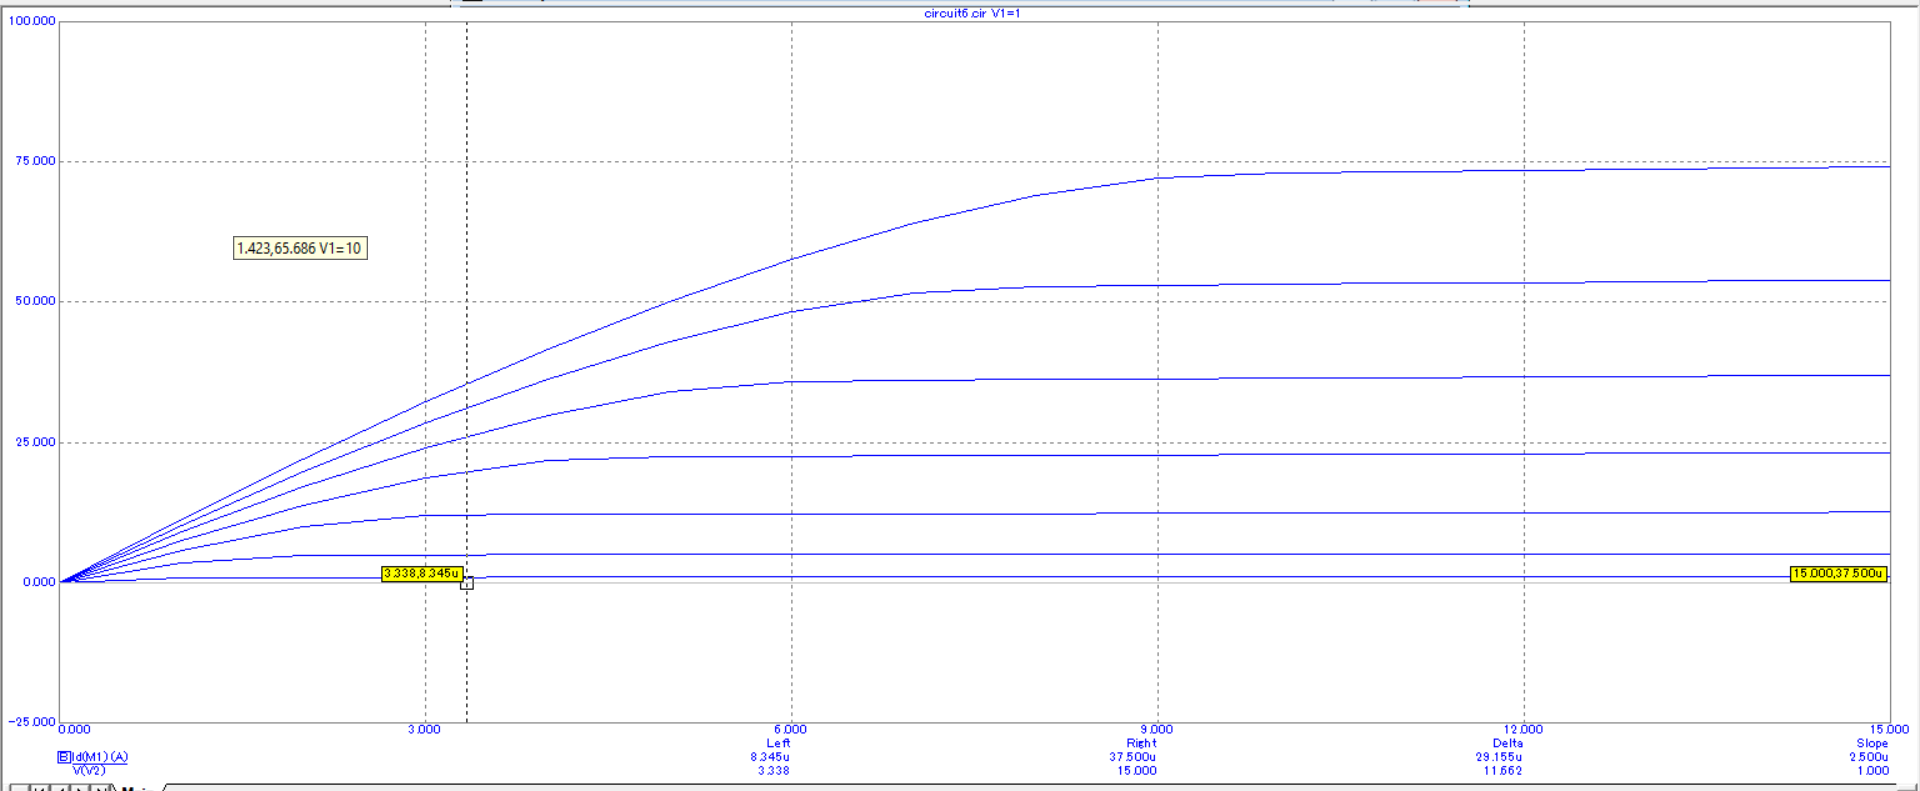 circuit6.cir V1=1
100.000
75.000
1.423,65.686 V1=10
50.000
25.000
3.338,8.345u
15.000,37.500u
0.000
-25.000
0.000 3.000 6.000 9.000 12.000 15.000
Left Right Delta Slope
B Id(M1) (A) 8.345u 37.500u 29.155u 2.500u
V(V2) 3.338 15.000 11.662 1.000